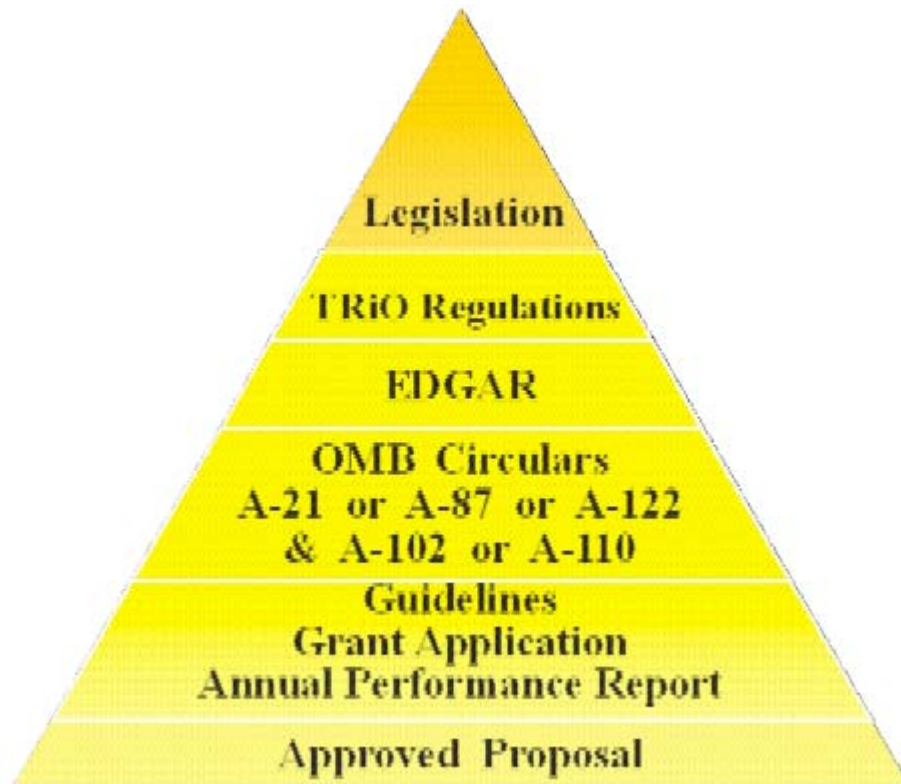 Legislation
TRiO Regulations
EDGAR
OMB Circulars
A-21 or A-87 or A-122
& A-102 or A-110
Guidelines
Grant Application
Annual Performance Report
Approved Proposal